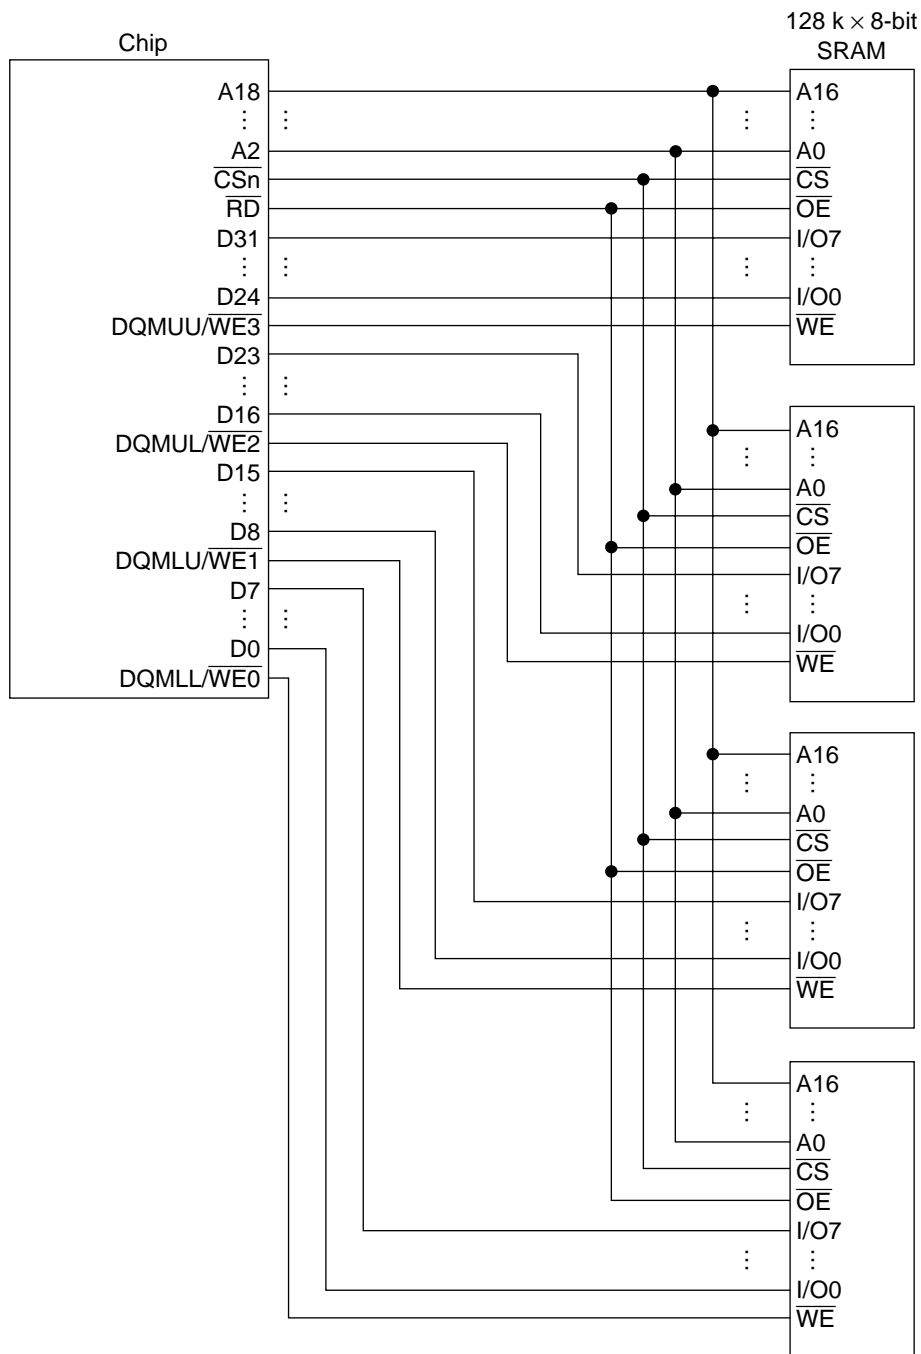 Chip
A18
⋮ ⋮
A2
CSn
RD
D31
⋮ ⋮
D24
DQMUU/WE3
D23
⋮ ⋮
D16
DQMUL/WE2
D15
⋮ ⋮
D8
DQMLU/WE1
D7
⋮ ⋮
D0
DQMLL/WE0
128 k × 8-bit
SRAM
A16
⋮ ⋮
A0
CS
OE
I/O7
⋮ ⋮
I/O0
WE
A16
⋮ ⋮
A0
CS
OE
I/O7
⋮ ⋮
I/O0
WE
A16
⋮ ⋮
A0
CS
OE
I/O7
⋮ ⋮
I/O0
WE
A16
⋮ ⋮
A0
CS
OE
I/O7
⋮ ⋮
I/O0
WE